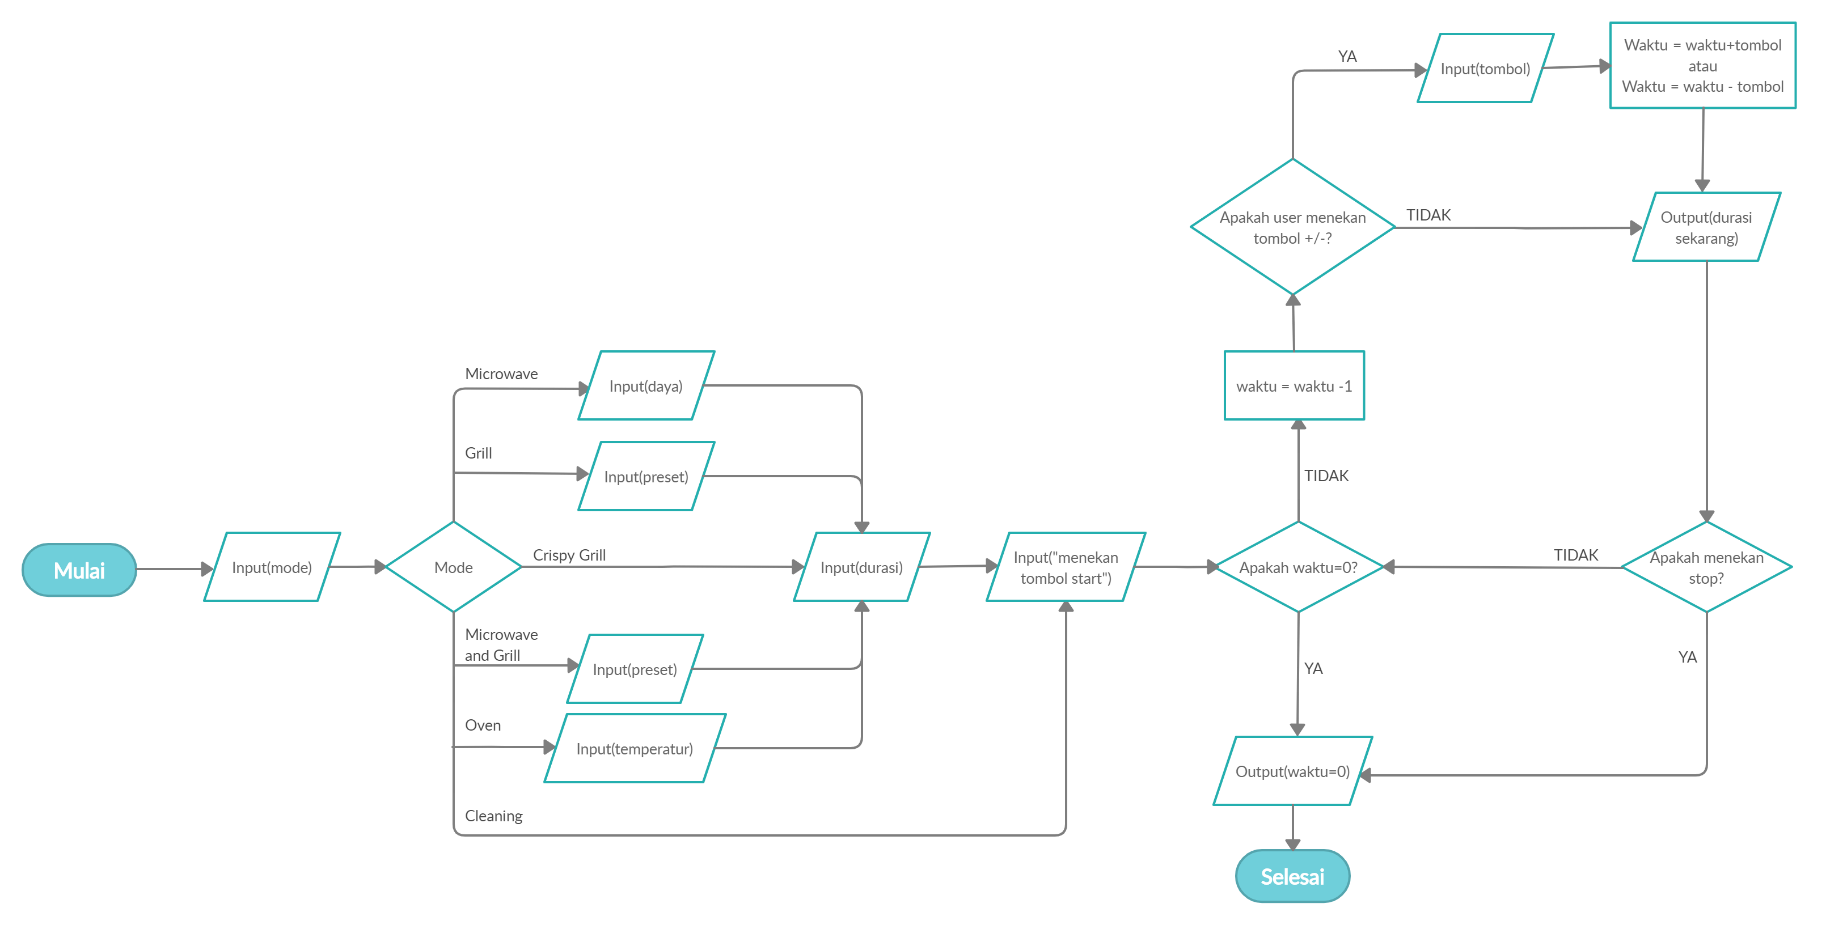 Mulai
Input(mode)
Mode
Microwave
Input(daya)
Grill
Input(preset)
Crispy Grill
Microwave
and Grill
Input(preset)
Oven
Input(temperatur)
Cleaning
Input(durasi)
Input("menekan
tombol start")
Apakah waktu=0?
TIDAK
waktu = waktu -1
Apakah user menekan
tombol +/-?
YA
Input(tombol)
Waktu = waktu+tombol
atau
Waktu = waktu - tombol
TIDAK
Output(durasi
sekarang)
Apakah menekan
stop?
TIDAK
YA
YA
Output(waktu=0)
Selesai